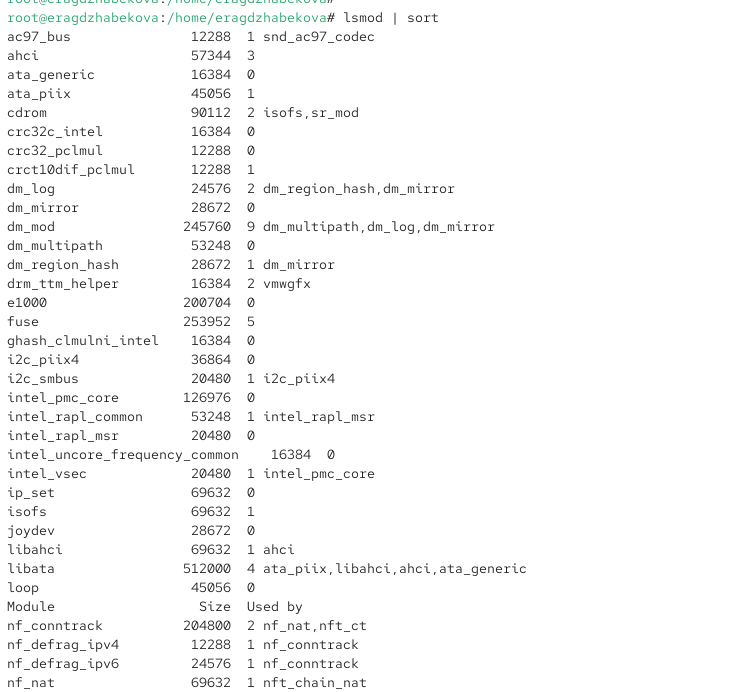 root@eragdzhabekova:/home/eragdzhabekova#
root@eragdzhabekova:/home/eragdzhabekova# lsmod | sort
ac97_bus               12288  1 snd_ac97_codec
ahci                   57344  3
ata_generic            16384  0
ata_piix               45056  1
cdrom                  90112  2 isofs,sr_mod
crc32c_intel           16384  0
crc32_pclmul           12288  0
crct10dif_pclmul       12288  1
dm_log                 24576  2 dm_region_hash,dm_mirror
dm_mirror              28672  0
dm_mod                245760  9 dm_multipath,dm_log,dm_mirror
dm_multipath           53248  0
dm_region_hash         28672  1 dm_mirror
drm_ttm_helper         16384  2 vmwgfx
e1000                 200704  0
fuse                  253952  5
ghash_clmulni_intel    16384  0
i2c_piix4              36864  0
i2c_smbus              20480  1 i2c_piix4
intel_pmc_core        126976  0
intel_rapl_common      53248  1 intel_rapl_msr
intel_rapl_msr         20480  0
intel_uncore_frequency_common    16384  0
intel_vsec             20480  1 intel_pmc_core
ip_set                 69632  0
isofs                  69632  1
joydev                 28672  0
libahci                69632  1 ahci
libata                512000  4 ata_piix,libahci,ahci,ata_generic
loop                   45056  0
Module                  Size  Used by
nf_conntrack          204800  2 nf_nat,nft_ct
nf_defrag_ipv4         12288  1 nf_conntrack
nf_defrag_ipv6         24576  1 nf_conntrack
nf_nat                 69632  1 nft_chain_nat